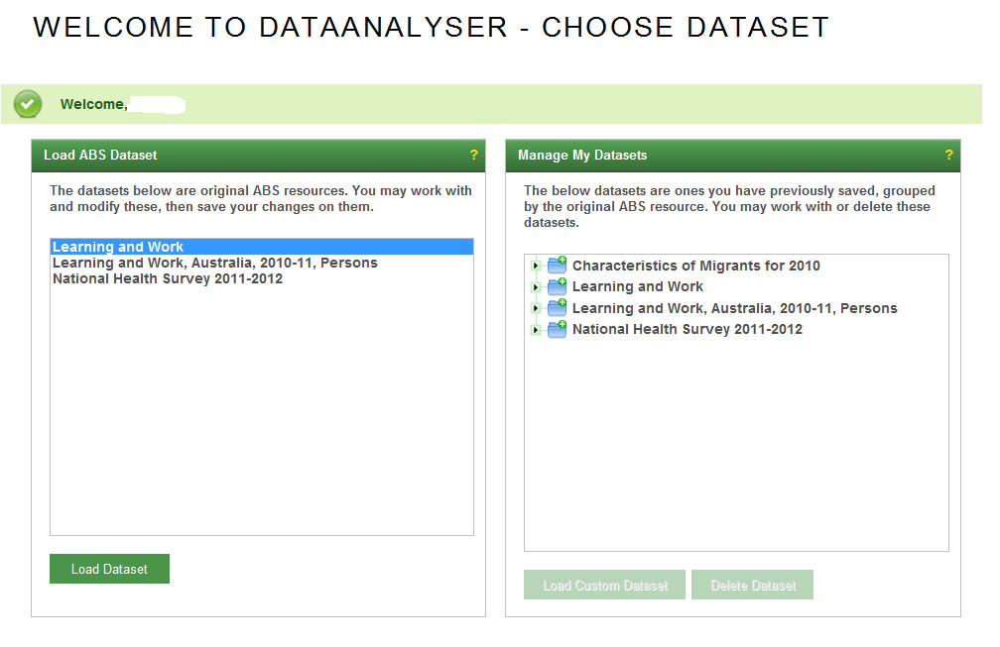 WELCOME TO DATAANALYSER - CHOOSE DATASET
Welcome,
Load ABS Dataset ?
The datasets below are original ABS resources. You may work with
and modify these, then save your changes on them.
Learning and Work
Learning and Work, Australia, 2010-11, Persons
National Health Survey 2011-2012
Load Dataset
Manage My Datasets ?
The below datasets are ones you have previously saved, grouped
by the original ABS resource. You may work with or delete these
datasets.
Characteristics of Migrants for 2010
Learning and Work
Learning and Work, Australia, 2010-11, Persons
National Health Survey 2011-2012
Load Custom Dataset Delete Dataset